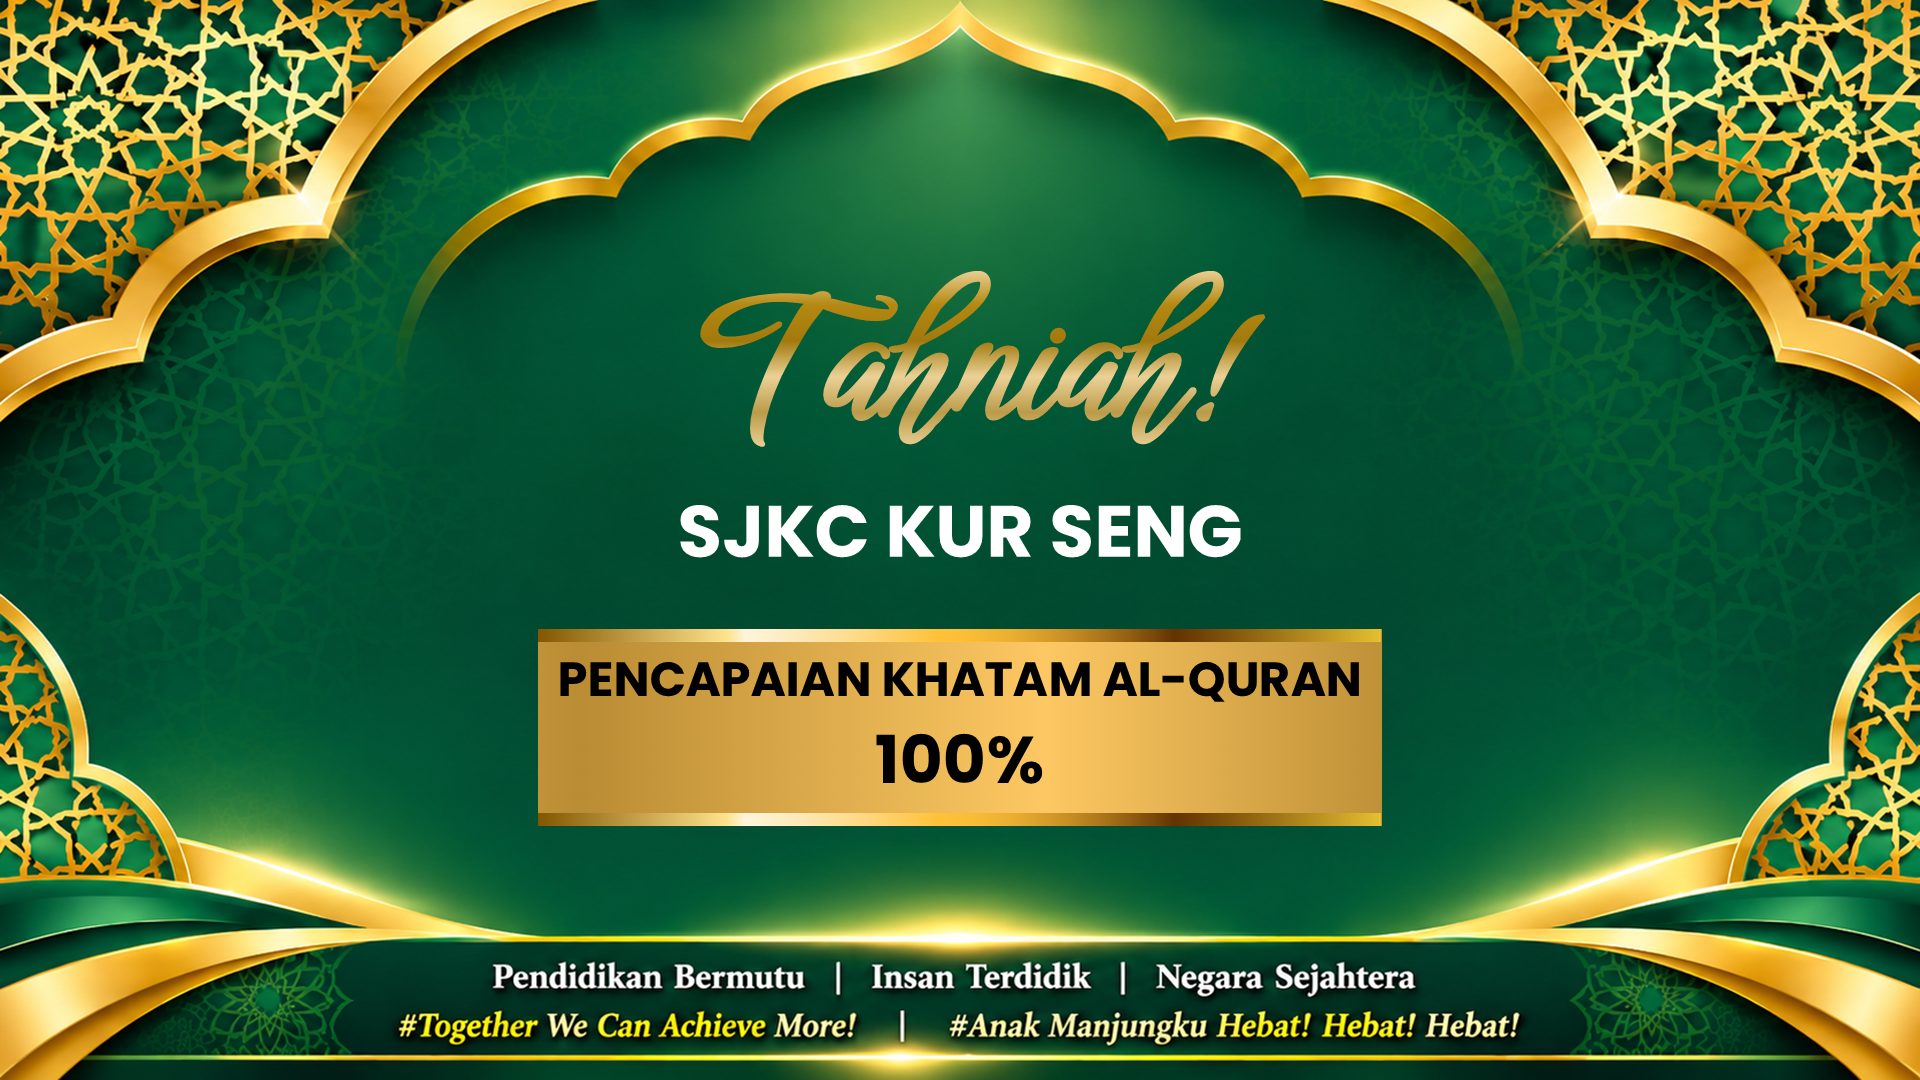 Tahniah!
SJKC KUR SENG
PENCAPAIAN KHATAM AL-QURAN
100%
Pendidikan Bermutu | Insan Terdidik | Negara Sejahtera
#Together We Can Achieve More! | #Anak Manjungku Hebat! Hebat! Hebat!